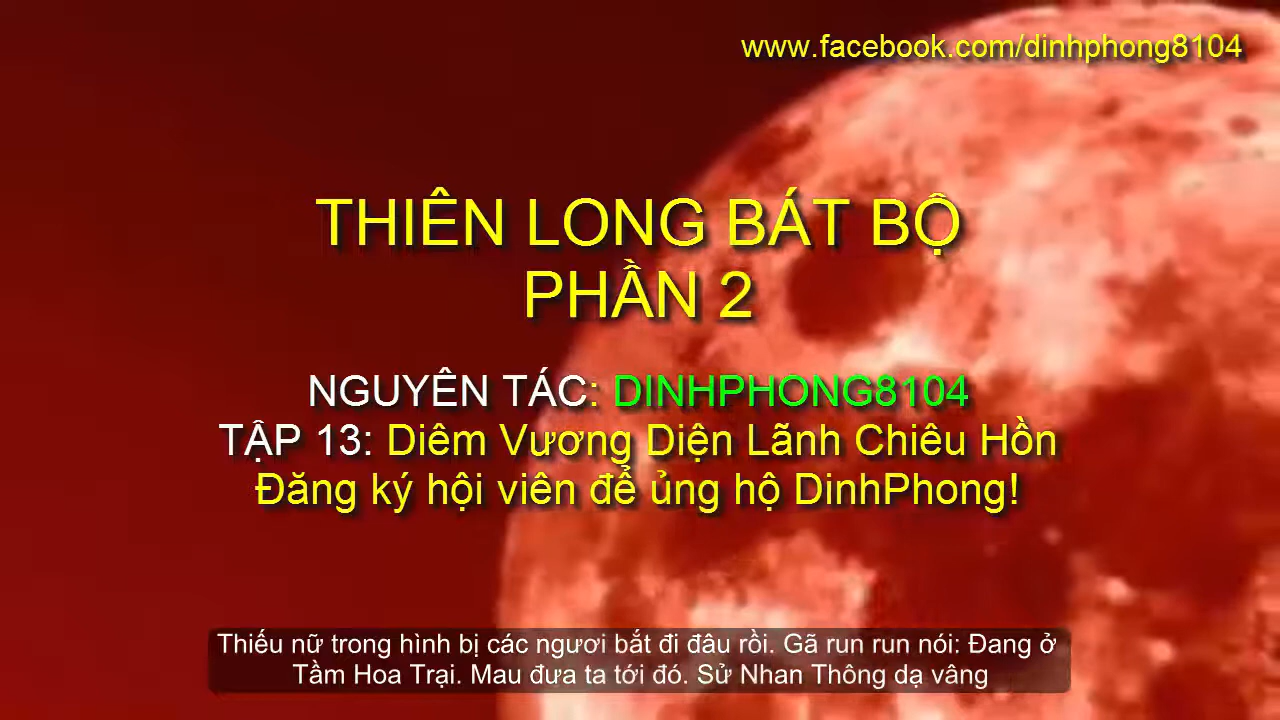 www.facebook.com/dinhphong8104
THIÊN LONG BÁT BỘ
PHẦN 2
NGUYÊN TÁC: DINHPHONG8104
TẬP 13: Diêm Vương Diện Lãnh Chiêu Hồn
Đăng ký hội viên để ủng hộ DinhPhong!
Thiếu nữ trong hình bị các ngươi bắt đi đâu rồi. Gã run run nói: Đang ở
Tầm Hoa Trại. Mau đưa ta tới đó. Sử Nhan Thông dạ vâng